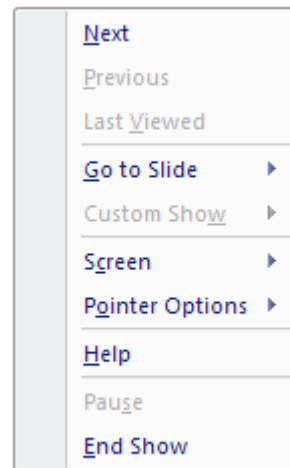 Next
Previous
Last Viewed
Go to Slide
Custom Show
Screen
Pointer Options
Help
Pause
End Show